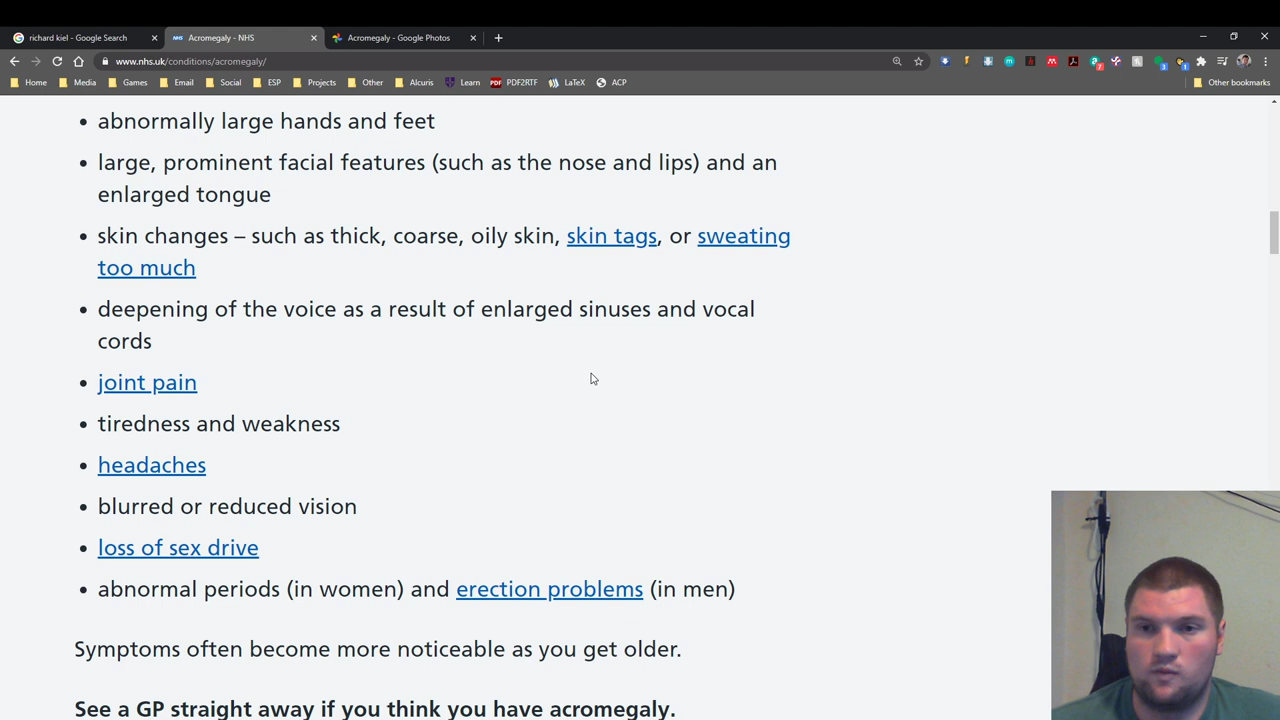 richard kiel - Google Search
NHS
Acromegaly - NHS
Acromegaly - Google Photos
www.nhs.uk/conditions/acromegaly/
Home
Media
Games
Email
Social
ESP
Projects
Other
Alcuris
Learn
PDF
PDF2RTF
LaTeX
ACP
Other bookmarks
• abnormally large hands and feet
• large, prominent facial features (such as the nose and lips) and an
enlarged tongue
• skin changes – such as thick, coarse, oily skin, skin tags, or sweating
too much
• deepening of the voice as a result of enlarged sinuses and vocal
cords
• joint pain
• tiredness and weakness
• headaches
• blurred or reduced vision
• loss of sex drive
• abnormal periods (in women) and erection problems (in men)
Symptoms often become more noticeable as you get older.
See a GP straight away if you think you have acromegaly.